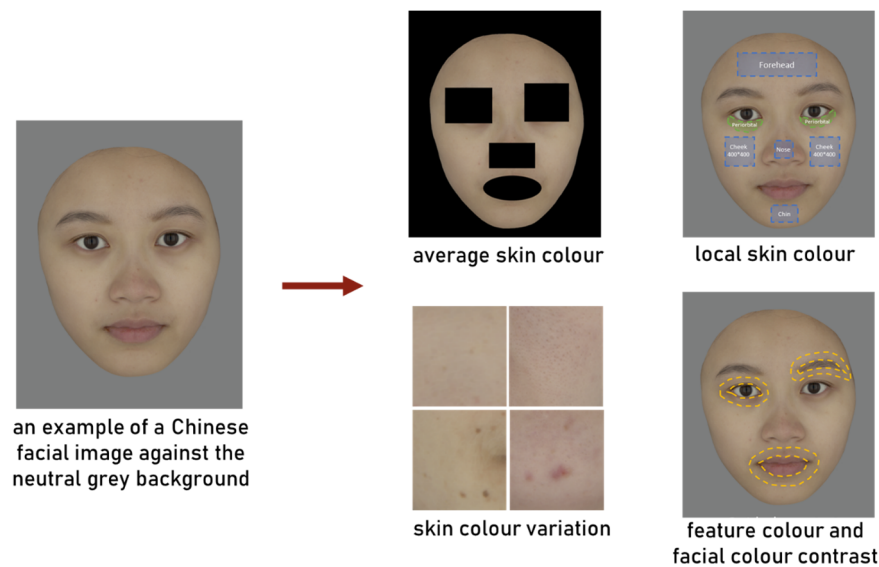 an example of a Chinese
facial image against the
neutral grey background
average skin colour
Forehead
Periorbital
Periorbital
Cheek
400*400
Nose
Cheek
400*400
Chin
local skin colour
skin colour variation
feature colour and
facial colour contrast